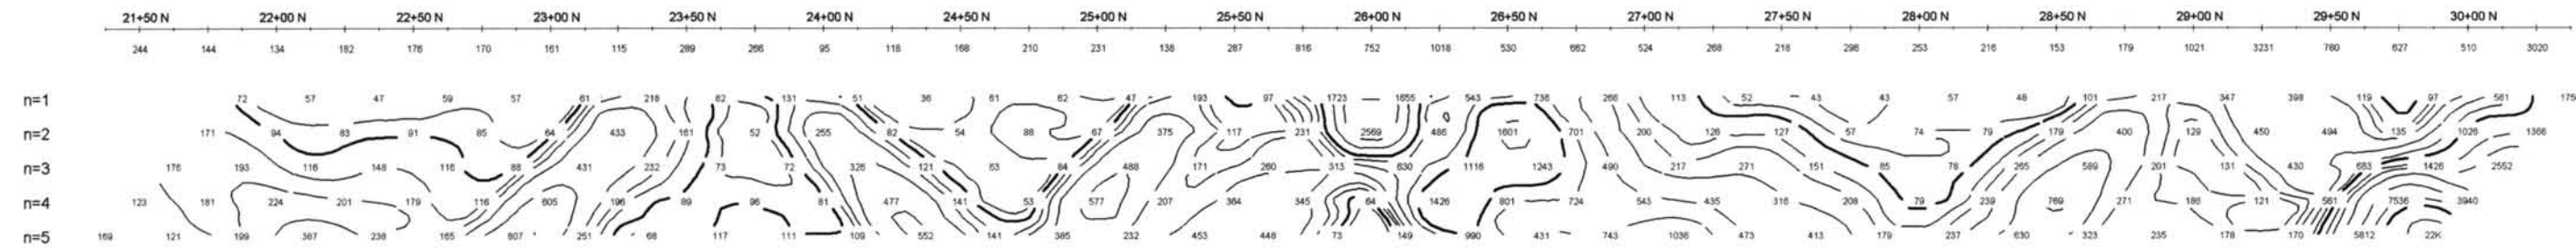 21+50 N 22+00 N 22+50 N 23+00 N 23+50 N 24+00 N 24+50 N 25+00 N 25+50 N 26+00 N 26+50 N 27+00 N 27+50 N 28+00 N 28+50 N 29+00 N 29+50 N 30+00 N
244 144 134 182 176 170 161 115 289 266 95 118 168 210 231 138 287 816 752 1018 530 662 524 268 218 298 253 216 153 179 1021 3231 780 627 510 3020
n=1 72 57 47 59 57 61 218 62 131 51 36 61 62 47 193 97 1723 1655 543 736 266 113 52 43 43 57 48 101 217 347 398 119 97 561 175
n=2 171 94 83 91 85 64 433 161 52 255 82 54 88 67 375 117 231 2569 486 1601 701 200 126 127 57 74 79 179 400 129 450 494 135 1026 1366
n=3 176 193 116 148 116 88 431 232 73 72 326 121 63 84 488 171 260 313 630 1116 1243 490 217 271 151 85 78 265 589 201 131 430 683 1426 2552
n=4 123 181 224 201 179 116 605 196 89 96 81 477 141 53 577 207 364 345 64 1426 801 724 543 435 316 208 79 239 769 271 186 121 561 7536 3940
n=5 169 121 199 387 238 165 807 251 68 117 111 109 552 141 385 232 453 448 73 149 990 431 743 1036 473 413 179 237 630 323 235 178 170 5812 22K